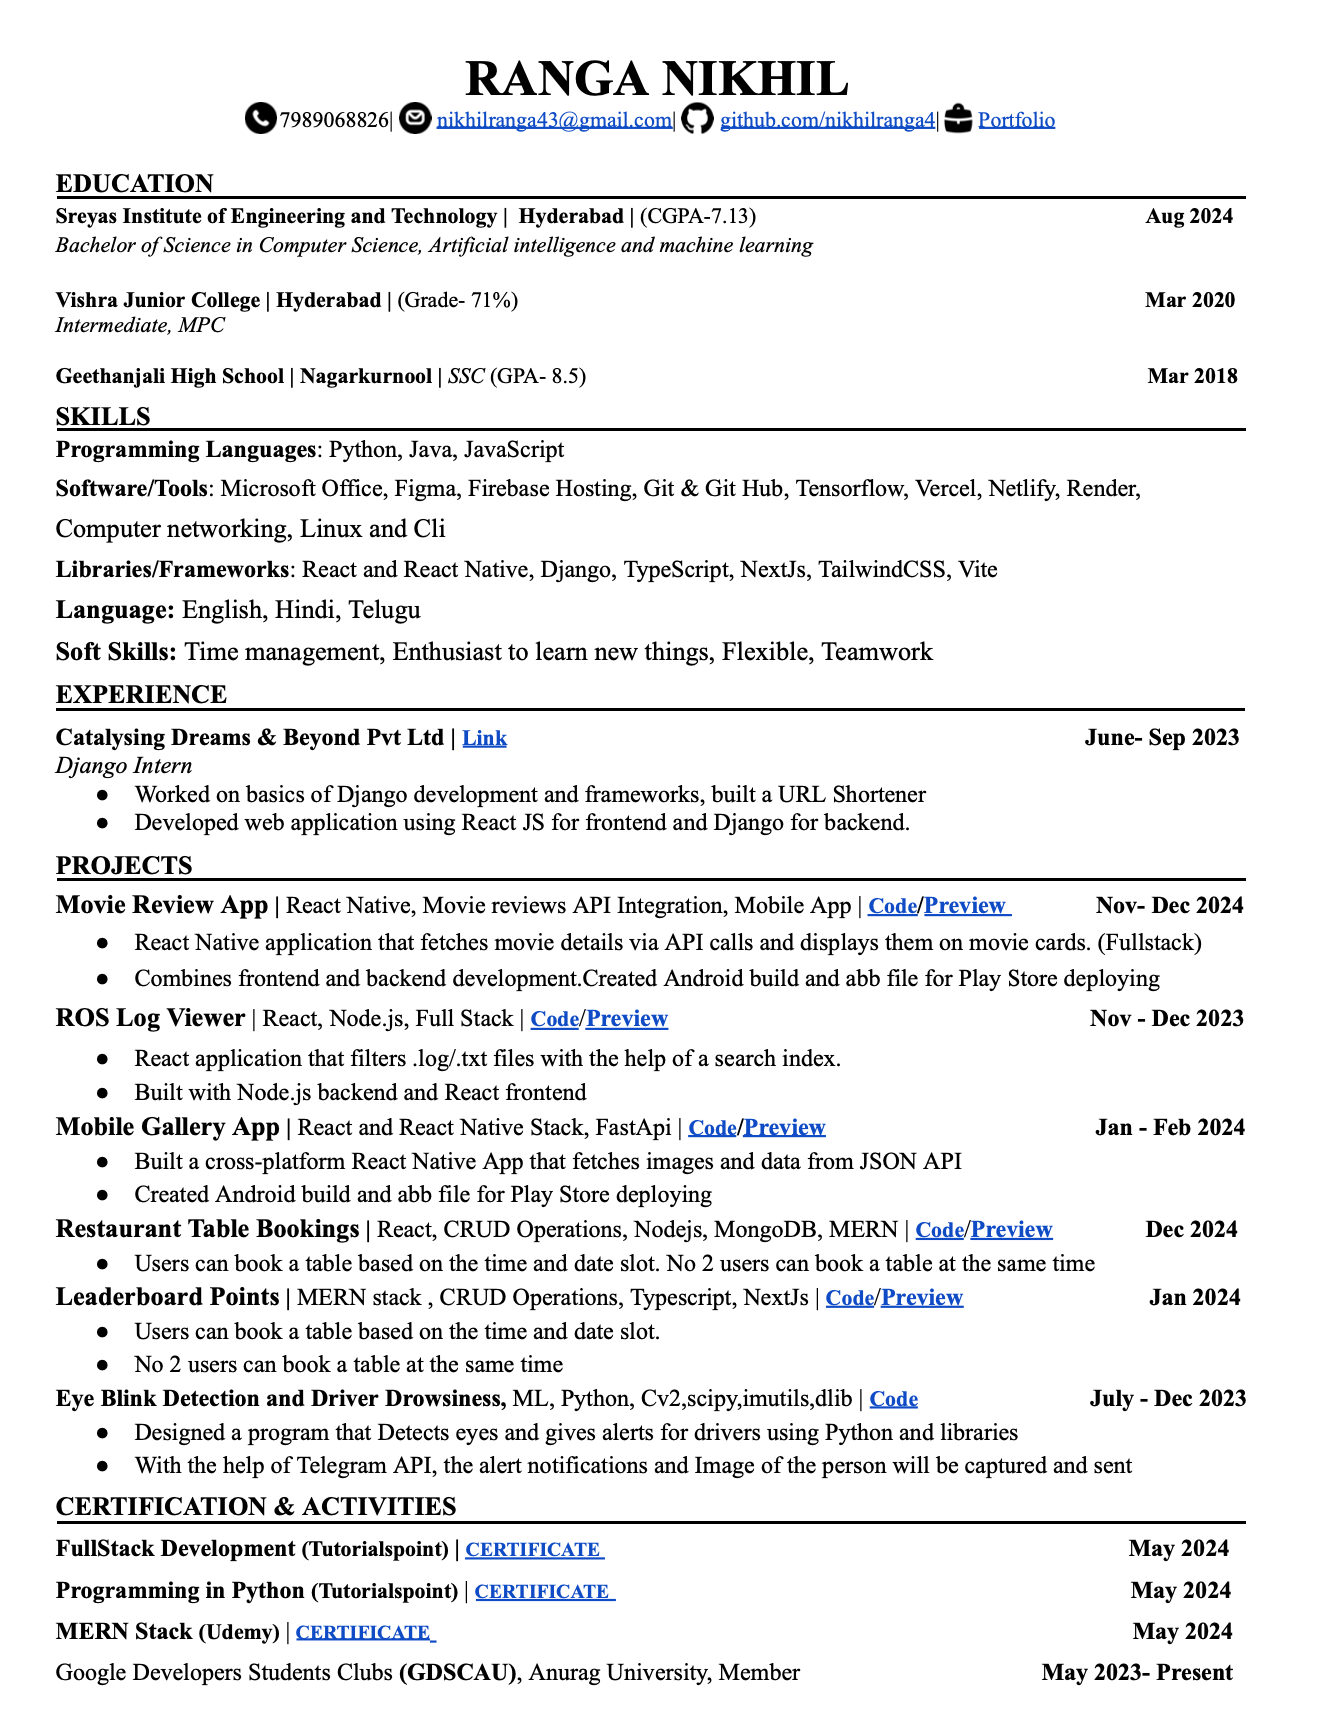 RANGA NIKHIL
7989068826| nikhilranga43@gmail.com| github.com/nikhilranga4| Portfolio
EDUCATION
Sreyas Institute of Engineering and Technology | Hyderabad | (CGPA-7.13) Aug 2024
Bachelor of Science in Computer Science, Artificial intelligence and machine learning
Vishra Junior College | Hyderabad | (Grade- 71%) Mar 2020
Intermediate, MPC
Geethanjali High School | Nagarkurnool | SSC (GPA- 8.5) Mar 2018
SKILLS
Programming Languages: Python, Java, JavaScript
Software/Tools: Microsoft Office, Figma, Firebase Hosting, Git & Git Hub, Tensorflow, Vercel, Netlify, Render,
Computer networking, Linux and Cli
Libraries/Frameworks: React and React Native, Django, TypeScript, NextJs, TailwindCSS, Vite
Language: English, Hindi, Telugu
Soft Skills: Time management, Enthusiast to learn new things, Flexible, Teamwork
EXPERIENCE
Catalysing Dreams & Beyond Pvt Ltd | Link June- Sep 2023
Django Intern
● Worked on basics of Django development and frameworks, built a URL Shortener
● Developed web application using React JS for frontend and Django for backend.
PROJECTS
Movie Review App | React Native, Movie reviews API Integration, Mobile App | Code/Preview Nov- Dec 2024
● React Native application that fetches movie details via API calls and displays them on movie cards. (Fullstack)
● Combines frontend and backend development.Created Android build and abb file for Play Store deploying
ROS Log Viewer | React, Node.js, Full Stack | Code/Preview Nov - Dec 2023
● React application that filters .log/.txt files with the help of a search index.
● Built with Node.js backend and React frontend
Mobile Gallery App | React and React Native Stack, FastApi | Code/Preview Jan - Feb 2024
● Built a cross-platform React Native App that fetches images and data from JSON API
● Created Android build and abb file for Play Store deploying
Restaurant Table Bookings | React, CRUD Operations, Nodejs, MongoDB, MERN | Code/Preview Dec 2024
● Users can book a table based on the time and date slot. No 2 users can book a table at the same time
Leaderboard Points | MERN stack , CRUD Operations, Typescript, NextJs | Code/Preview Jan 2024
● Users can book a table based on the time and date slot.
● No 2 users can book a table at the same time
Eye Blink Detection and Driver Drowsiness, ML, Python, Cv2,scipy,imutils,dlib | Code July - Dec 2023
● Designed a program that Detects eyes and gives alerts for drivers using Python and libraries
● With the help of Telegram API, the alert notifications and Image of the person will be captured and sent
CERTIFICATION & ACTIVITIES
FullStack Development (Tutorialspoint) | CERTIFICATE May 2024
Programming in Python (Tutorialspoint) | CERTIFICATE May 2024
MERN Stack (Udemy) | CERTIFICATE May 2024
Google Developers Students Clubs (GDSCAU), Anurag University, Member May 2023- Present